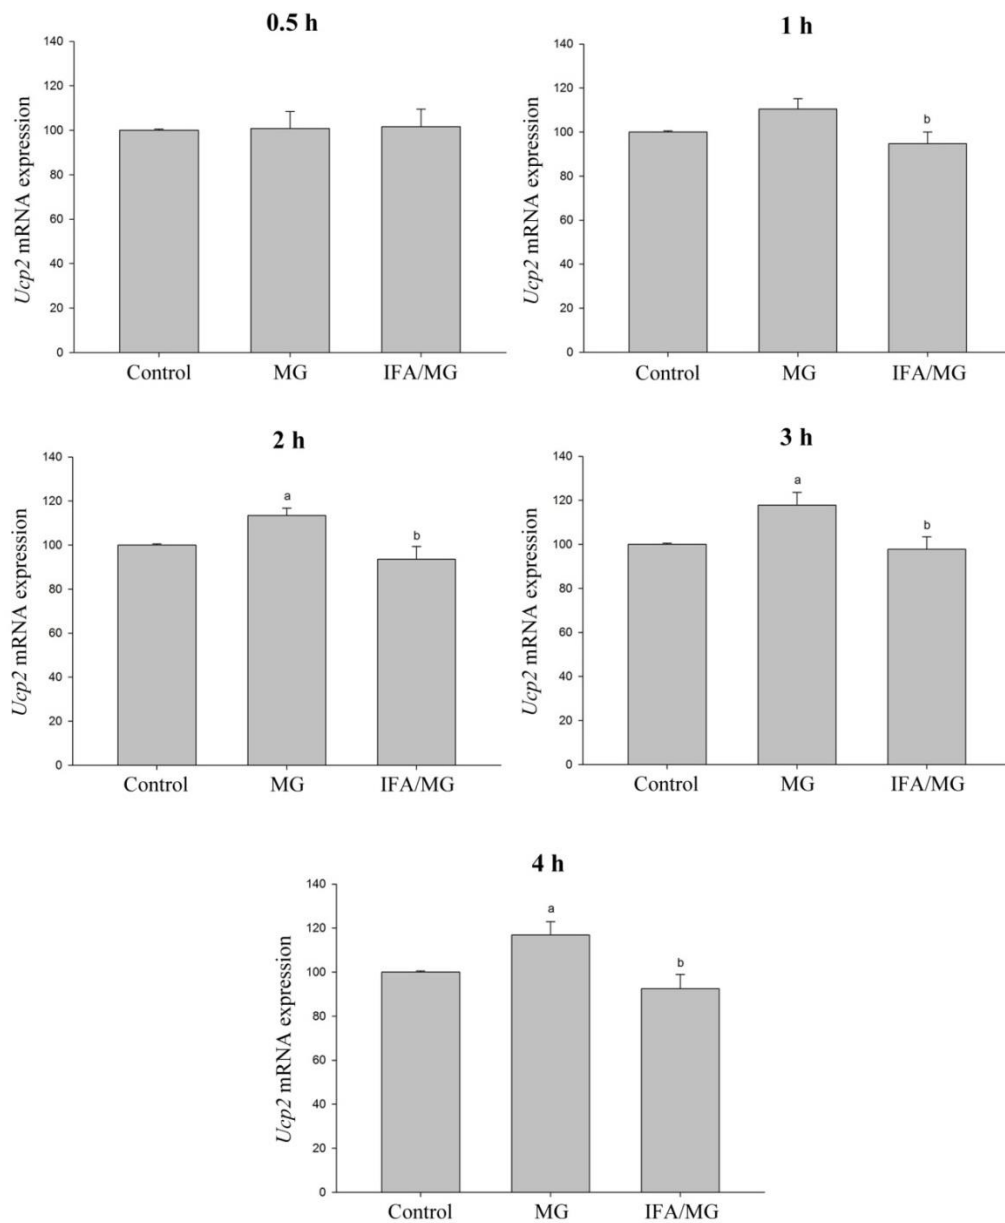 0.5 h
140
120
100
80
60
40
20
0
Ucp2 mRNA expression
Control MG IFA/MG
1 h
140
120
100
80
60
40
20
0
Ucp2 mRNA expression
b
Control MG IFA/MG
2 h
140
120
100
80
60
40
20
0
Ucp2 mRNA expression
a
b
Control MG IFA/MG
3 h
140
120
100
80
60
40
20
0
Ucp2 mRNA expression
a
b
Control MG IFA/MG
4 h
140
120
100
80
60
40
20
0
Ucp2 mRNA expression
a
b
Control MG IFA/MG